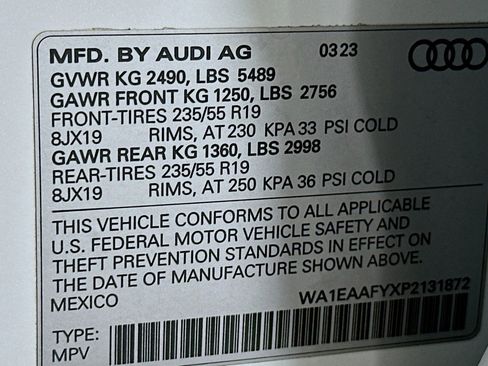 MFD. BY AUDI AG 03 23
GVWR KG 2490, LBS 5489
GAWR FRONT KG 1250, LBS 2756
FRONT-TIRES 235/55 R19
8JX19 RIMS, AT 230 KPA 33 PSI COLD
GAWR REAR KG 1360, LBS 2998
REAR-TIRES 235/55 R19
8JX19 RIMS, AT 250 KPA 36 PSI COLD
THIS VEHICLE CONFORMS TO ALL APPLICABLE
U.S. FEDERAL MOTOR VEHICLE SAFETY AND
THEFT PREVENTION STANDARDS IN EFFECT ON
THE DATE OF MANUFACTURE SHOWN ABOVE.
MEXICO WA1EAAFYXP2131872
TYPE:
MPV